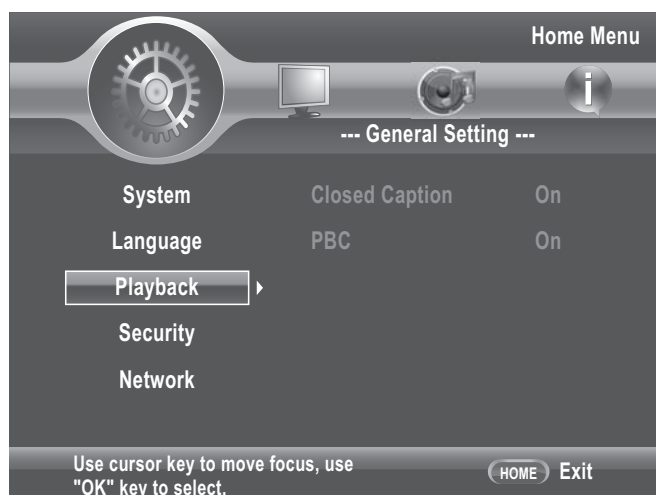 Home Menu
i
--- General Setting ---
System
Closed Caption On
Language
PBC On
Playback
Security
Network
Use cursor key to move focus, use
"OK" key to select.
HOME Exit